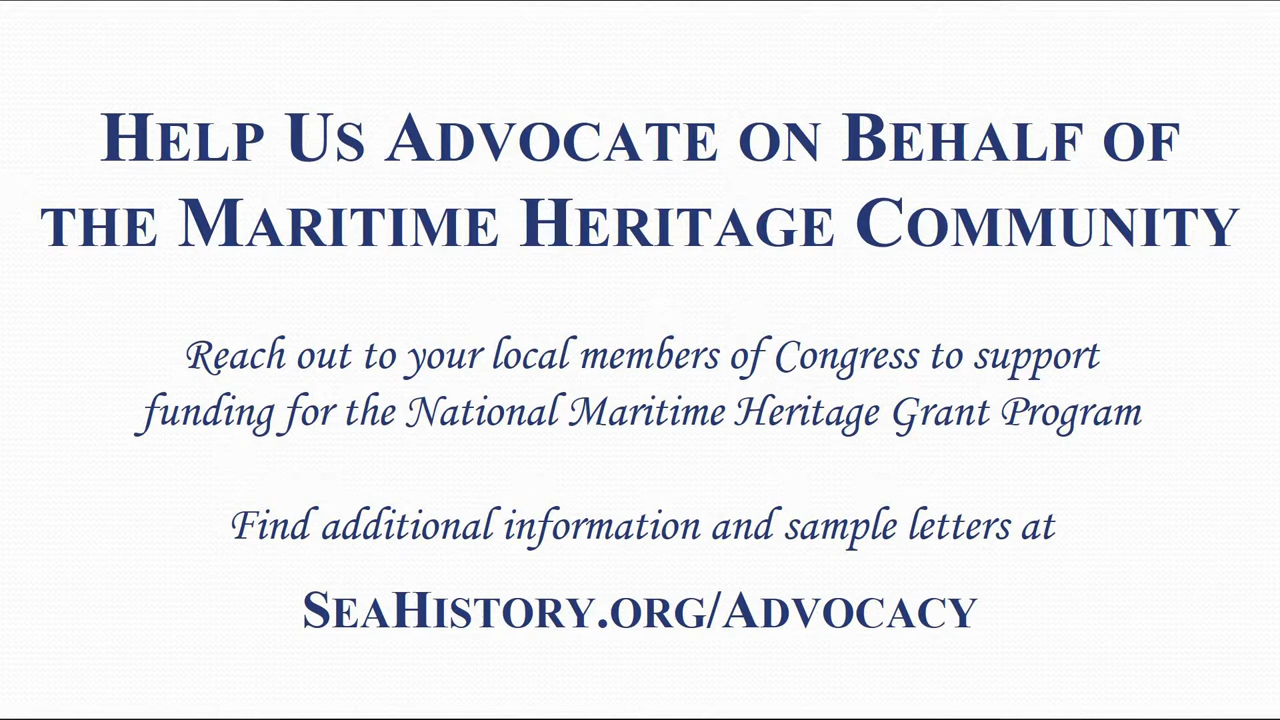 Help Us Advocate on Behalf of
the Maritime Heritage Community
Reach out to your local members of Congress to support
funding for the National Maritime Heritage Grant Program
Find additional information and sample letters at
SeaHistory.org/Advocacy